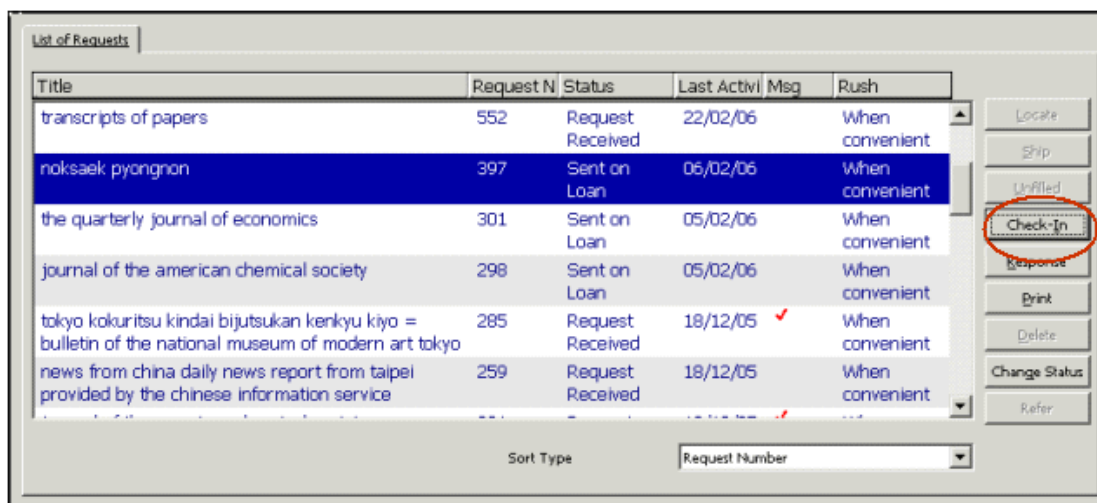 List of Requests
Title Request N Status Last Activi Msg Rush
transcripts of papers 552 Request Received 22/02/06 When convenient
noksaek pyongnon 397 Sent on Loan 06/02/06 When convenient
the quarterly journal of economics 301 Sent on Loan 05/02/06 When convenient
journal of the american chemical society 298 Sent on Loan 05/02/06 When convenient
tokyo kokuritsu kindai bijutsukan kenkyu kiyo = bulletin of the national museum of modern art tokyo 285 Request Received 18/12/05 When convenient
news from china daily news report from taipei provided by the chinese information service 259 Request Received 18/12/05 When convenient
Locate
Ship
Unfilled
Check-In
Response
Print
Delete
Change Status
Refer
Sort Type Request Number